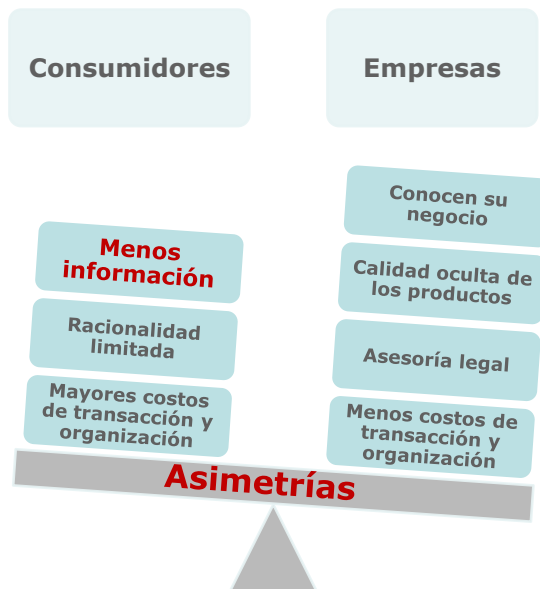 Consumidores
Empresas
Menos
información
Racionalidad
limitada
Mayores costos
de transacción y
organización
Conocen su
negocio
Calidad oculta de
los productos
Asesoría legal
Menos costos de
transacción y
organización
Asimetrías